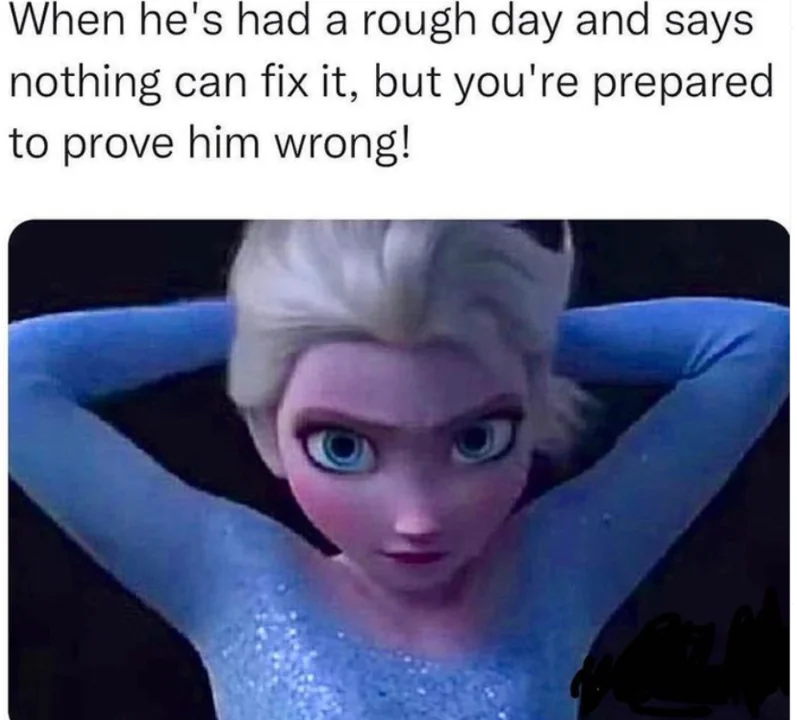 When he's had a rough day and says
nothing can fix it, but you're prepared
to prove him wrong!